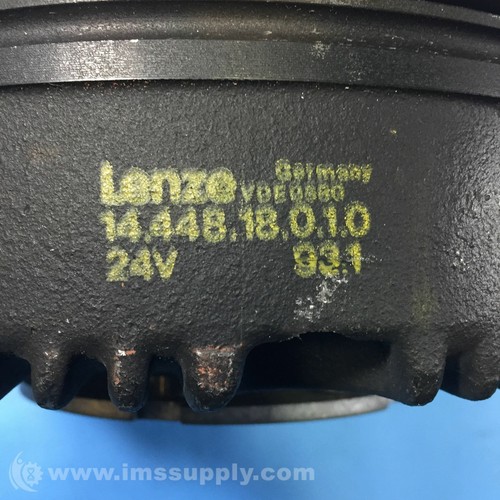 Lenze Germany
VDE0580
14.448.18.0.1.0
24V 93.1
www.imssupply.com